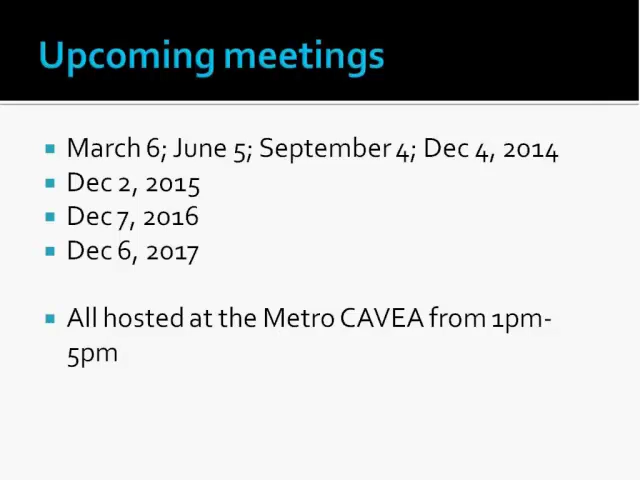 Upcoming meetings
March 6; June 5; September 4; Dec 4, 2014
Dec 2, 2015
Dec 7, 2016
Dec 6, 2017
All hosted at the Metro CAVEA from 1pm-
5pm